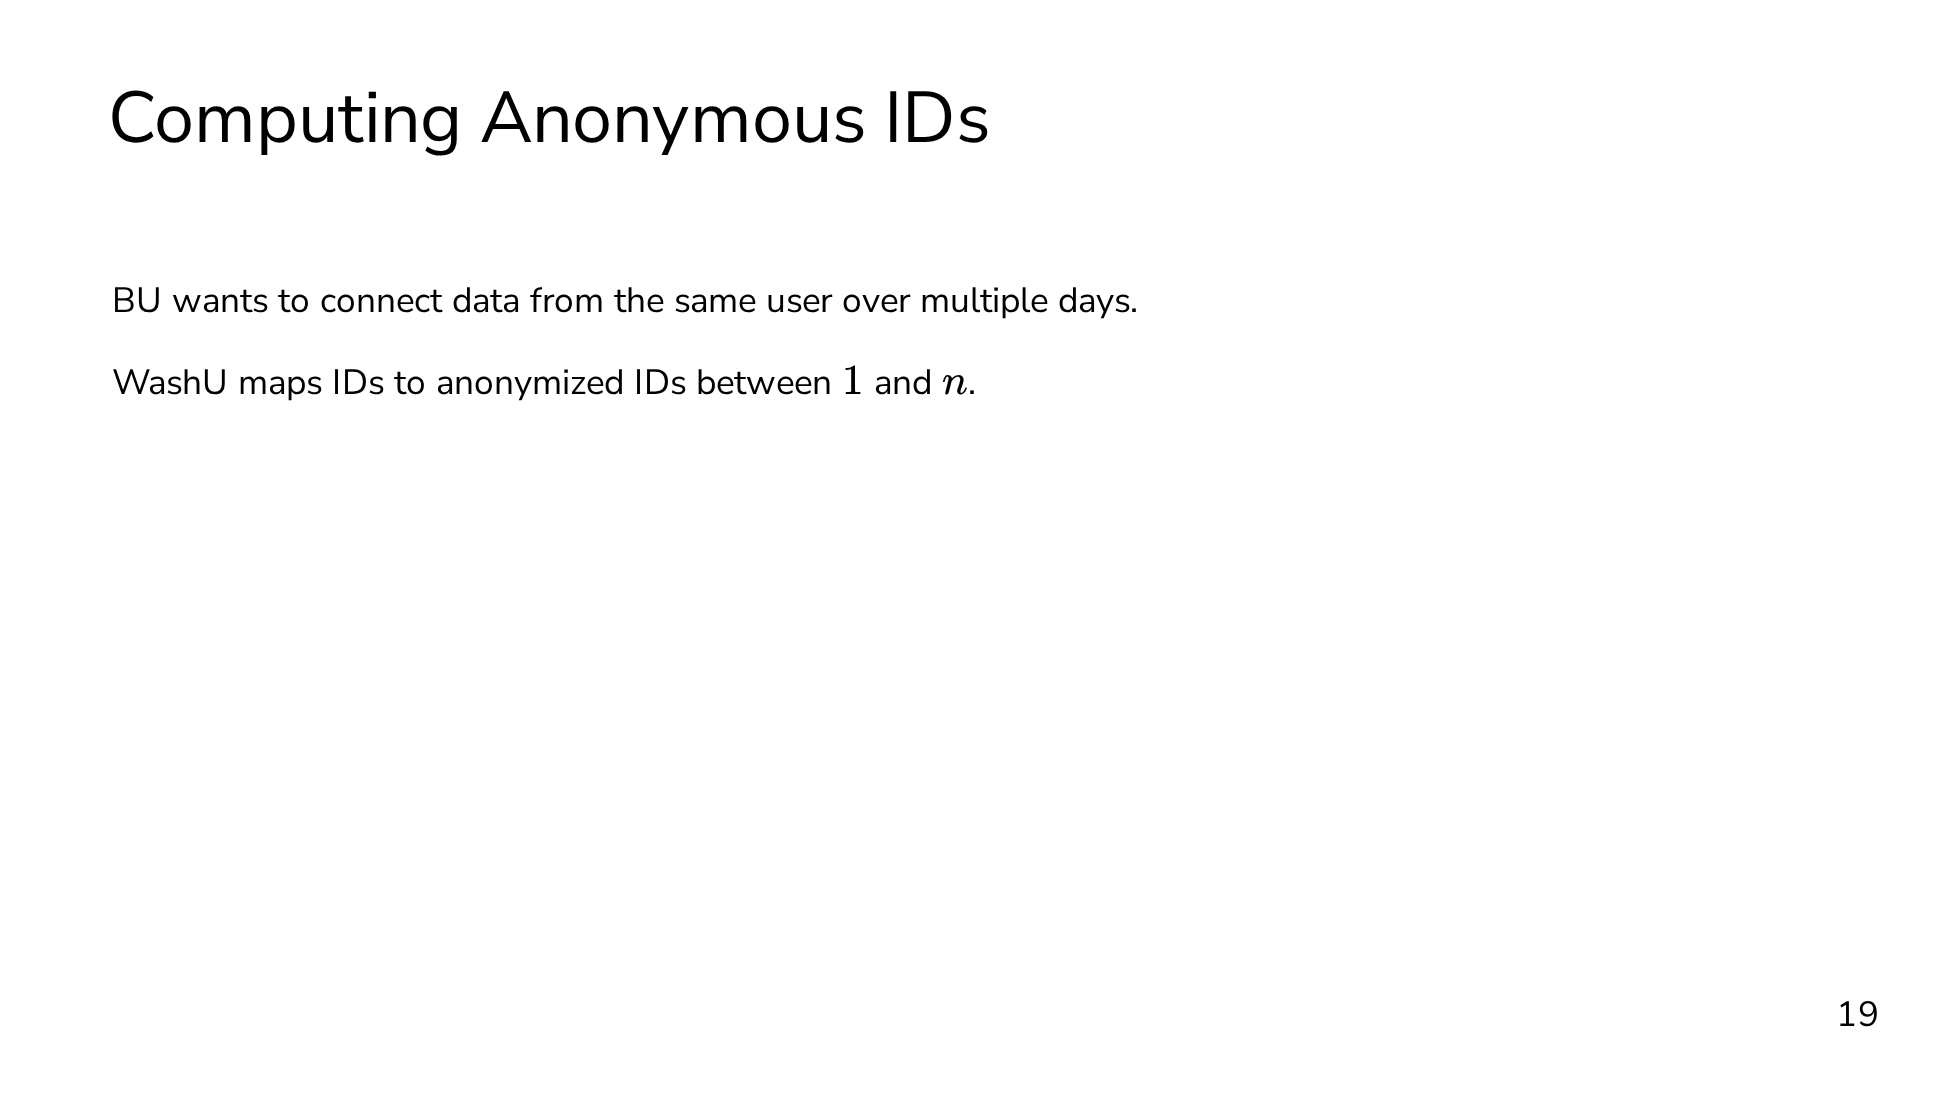 Computing Anonymous IDs
BU wants to connect data from the same user over multiple days.
WashU maps IDs to anonymized IDs between 1 and n.
19